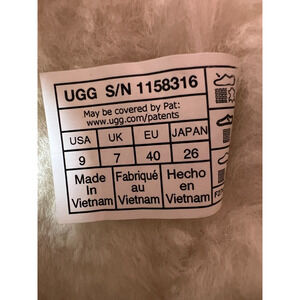 UGG S/N 1158316
May be covered by Pat:
www.ugg.com/patents
USA UK EU JAPAN
9 7 40 26
Made Fabriqué Hecho
In au en
Vietnam Vietnam Vietnam